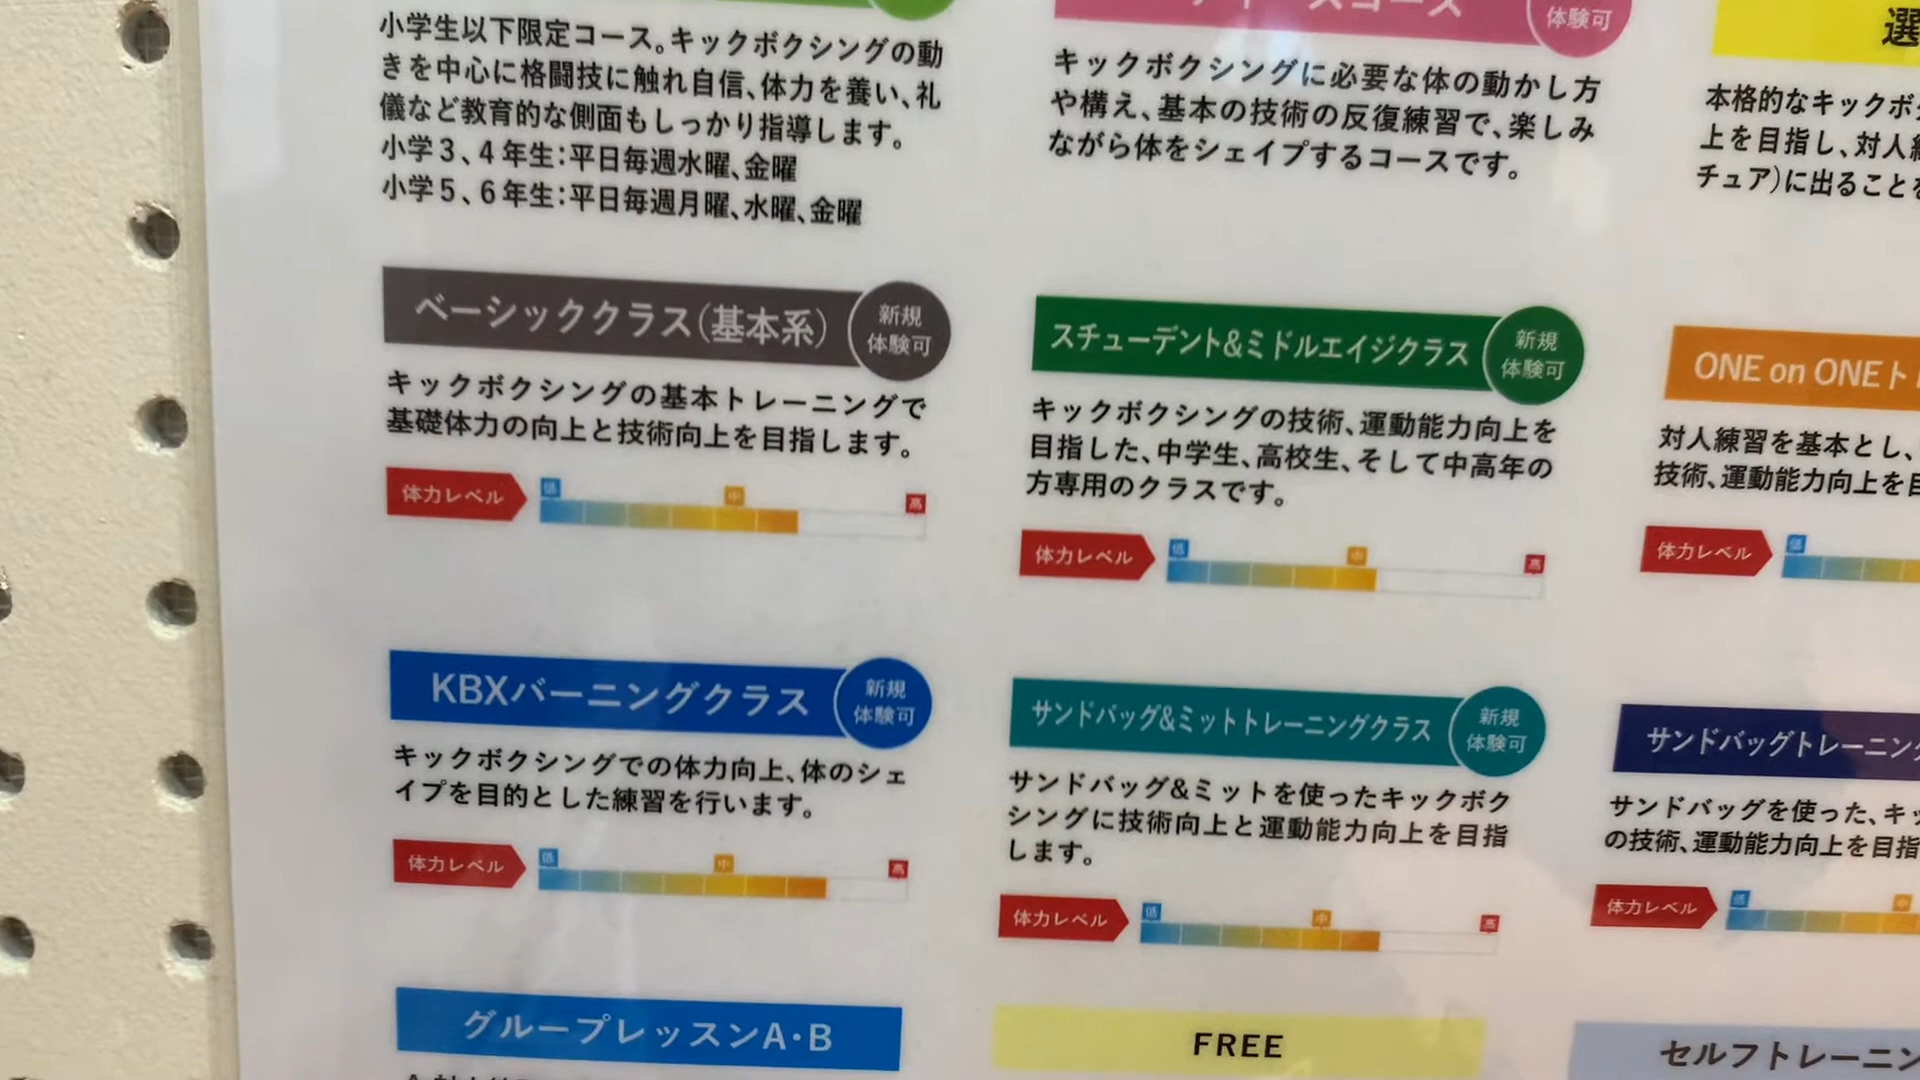 小学生以下限定コース。キックボクシングの動
きを中心に格闘技に触れ自信、体力を養い、礼
儀など教育的な側面もしっかり指導します。
小学3、4年生:平日毎週水曜、金曜
小学5、6年生:平日毎週月曜、水曜、金曜
スコース
体験可
キックボクシングに必要な体の動かし方
や構え、基本の技術の反復練習で、楽しみ
ながら体をシェイプするコースです。
選
本格的なキックボ
上を目指し、対人
チュア)に出ること
ベーシッククラス(基本系)
新規
体験可
キックボクシングの基本トレーニングで
基礎体力の向上と技術向上を目指します。
体力レベル
低
中
高
スチューデント&ミドルエイジクラス
新規
体験可
キックボクシングの技術、運動能力向上を
目指した、中学生、高校生、そして中高年の
方専用のクラスです。
体力レベル
低
中
高
ONE on ONEト
対人練習を基本とし、
技術、運動能力向上を
体力レベル
低
KBXバーニングクラス
新規
体験可
キックボクシングでの体力向上、体のシェ
イプを目的とした練習を行います。
体力レベル
低
中
高
サンドバッグ&ミットトレーニングクラス
新規
体験可
サンドバッグ&ミットを使ったキックボク
シングに技術向上と運動能力向上を目指
します。
体力レベル
低
中
高
サンドバッグトレーニン
サンドバッグを使った、キッ
の技術、運動能力向上を目指
体力レベル
低
中
グループレッスンA・B
FREE
セルフトレーニン